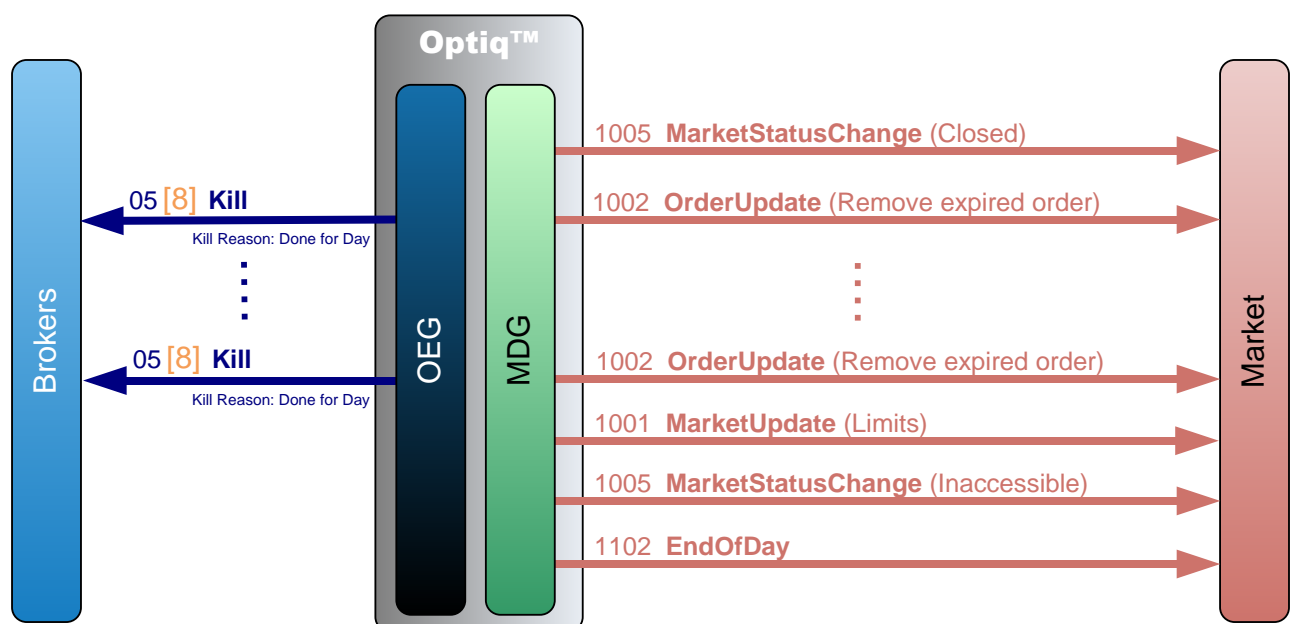 Optiq™
1005 MarketStatusChange (Closed)
05 [8] Kill
1002 OrderUpdate (Remove expired order)
Kill Reason: Done for Day
Brokers
OEG
MDG
Market
05 [8] Kill
1002 OrderUpdate (Remove expired order)
Kill Reason: Done for Day
1001 MarketUpdate (Limits)
1005 MarketStatusChange (Inaccessible)
1102 EndOfDay